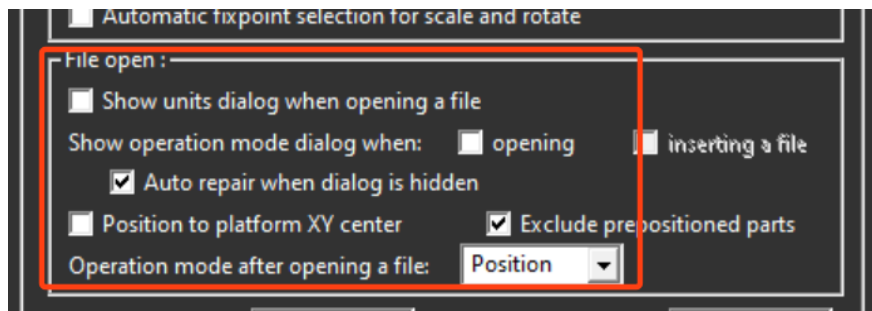 Automatic fixpoint selection for scale and rotate
File open :
Show units dialog when opening a file
Show operation mode dialog when: opening inserting a file
Auto repair when dialog is hidden
Position to platform XY center Exclude prepositioned parts
Operation mode after opening a file: Position